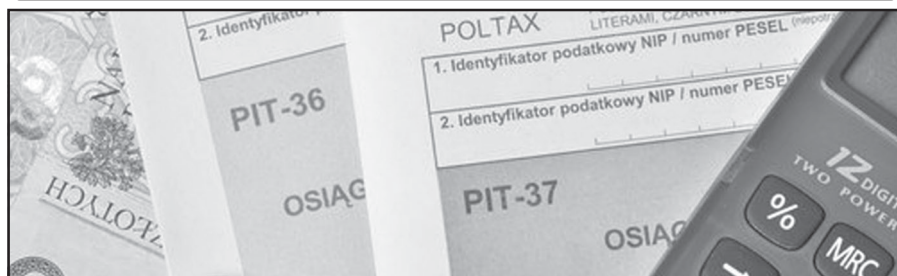 2. Identyfikator
PIT-36
OSIĄG
POLTAX
LITERAMI, CZARNYM
1. Identyfikator podatkowy NIP / numer PESEL
2. Identyfikator podatkowy NIP / numer PESEL
PIT-37
OSIĄG
ZŁOTYCH
12 DIGIT
TWO POWER
%
MRC